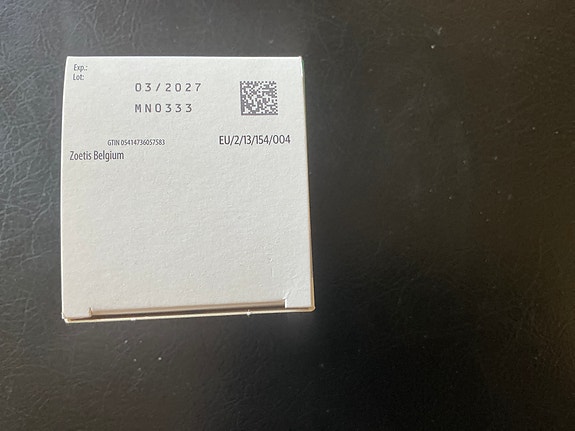 Exp.:
Lot:
03/2027
MN0333
GTIN 05414736057583
EU/2/13/154/004
Zoetis Belgium